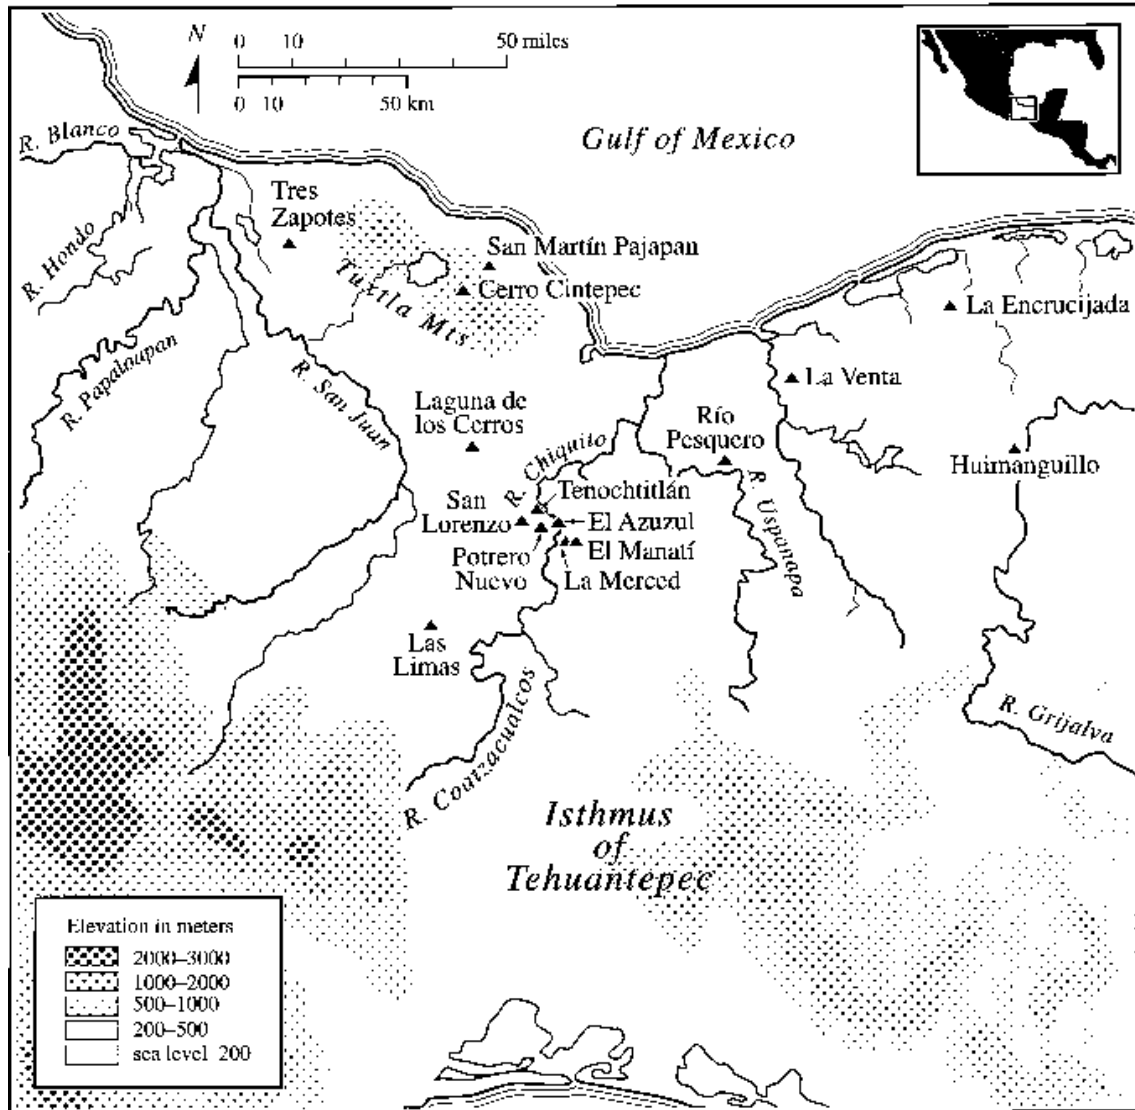 N
0 10 50 miles
0 10 50 km
Gulf of Mexico
R. Blanco
Tres
Zapotes
R. Hondo
San Martín Pajapan
Tuxtla Mts
Cerro Cintepec
La Encrucijada
R. Papaloapan
R. San Juan
La Venta
Laguna de
los Cerros
Río
Pesquero
Huimanguillo
R. Chiquito
Tenochtitlán
San
Lorenzo
El Azuzul
R. Uspanapa
Potrero
Nuevo
El Manatí
La Merced
Las
Limas
R. Grijalva
R. Coatzacoalcos
Isthmus
of
Tehuantepec
Elevation in meters
2000–3000
1000–2000
500–1000
200–500
sea level 200